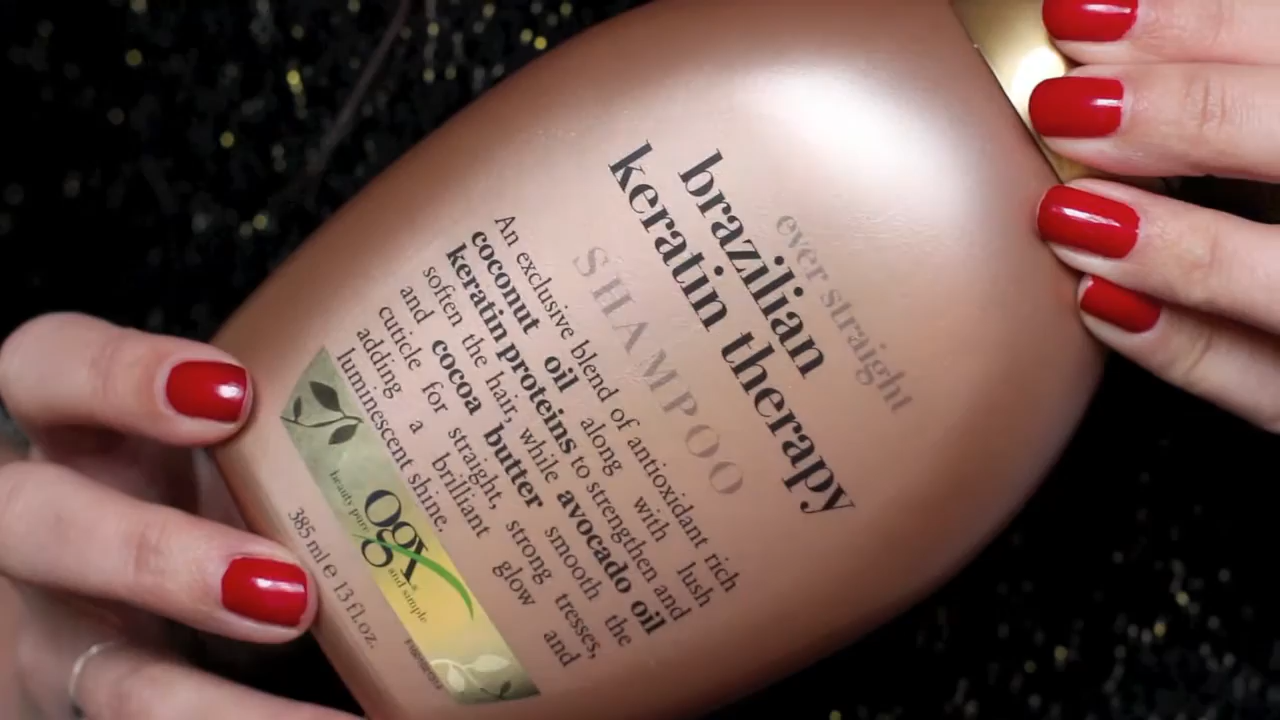 ever straight
brazilian
keratin therapy
SHAMPOO
An exclusive blend of antioxidant rich
coconut oil along with lush
keratin proteins to strengthen and
soften the hair, while avocado oil
and cocoa butter smooth the
cuticle for straight, strong tresses,
adding a brilliant glow and
luminescent shine.
ogx
beauty pure and simple
385 ml e 13 fl. oz.